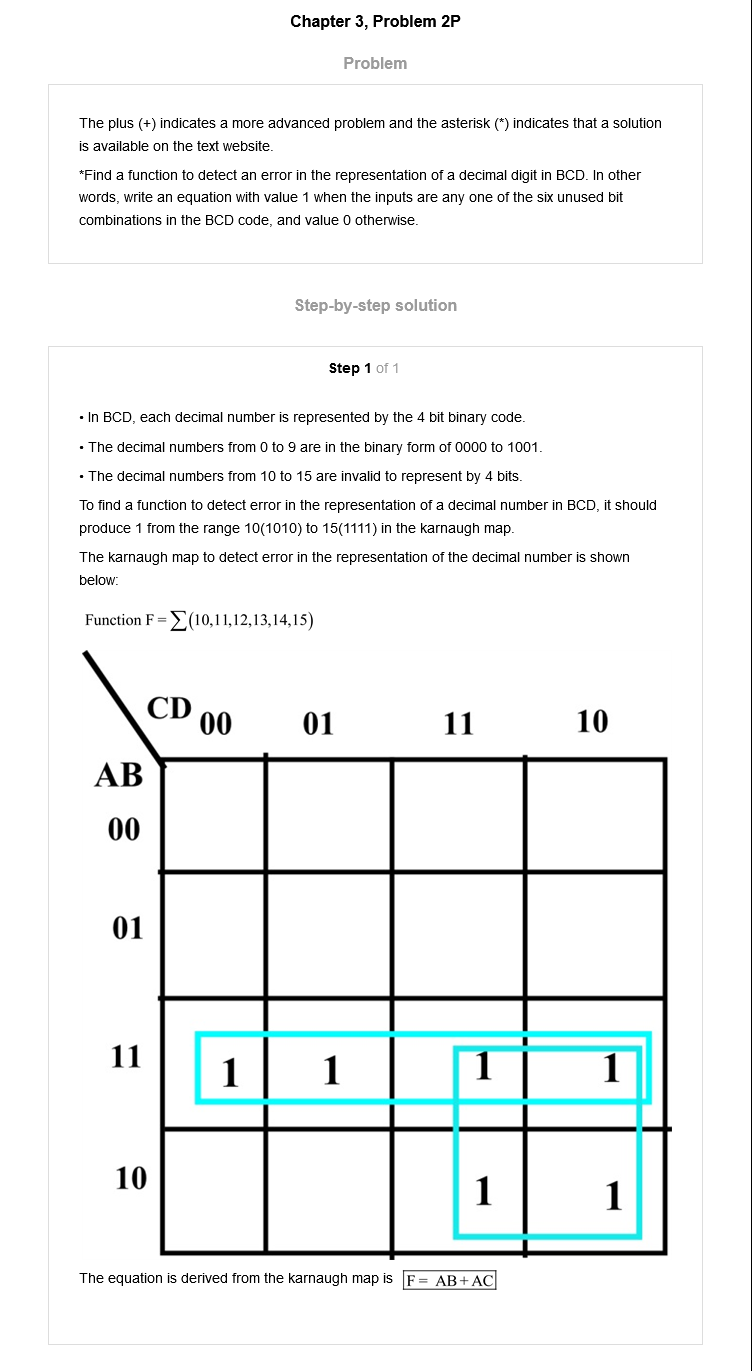 Chapter 3, Problem 2P
Problem
The plus (+) indicates a more advanced problem and the asterisk (*) indicates that a solution
is available on the text website.
*Find a function to detect an error in the representation of a decimal digit in BCD. In other
words, write an equation with value 1 when the inputs are any one of the six unused bit
combinations in the BCD code, and value 0 otherwise.
Step-by-step solution
Step 1 of 1
• In BCD, each decimal number is represented by the 4 bit binary code.
• The decimal numbers from 0 to 9 are in the binary form of 0000 to 1001.
• The decimal numbers from 10 to 15 are invalid to represent by 4 bits.
To find a function to detect error in the representation of a decimal number in BCD, it should
produce 1 from the range 10(1010) to 15(1111) in the karnaugh map.
The karnaugh map to detect error in the representation of the decimal number is shown
below:
Function F = ∑(10,11,12,13,14,15)
CD 00 01 11 10
AB
00
01
11 1 1 1 1
10 1 1
The equation is derived from the karnaugh map is F = AB + AC